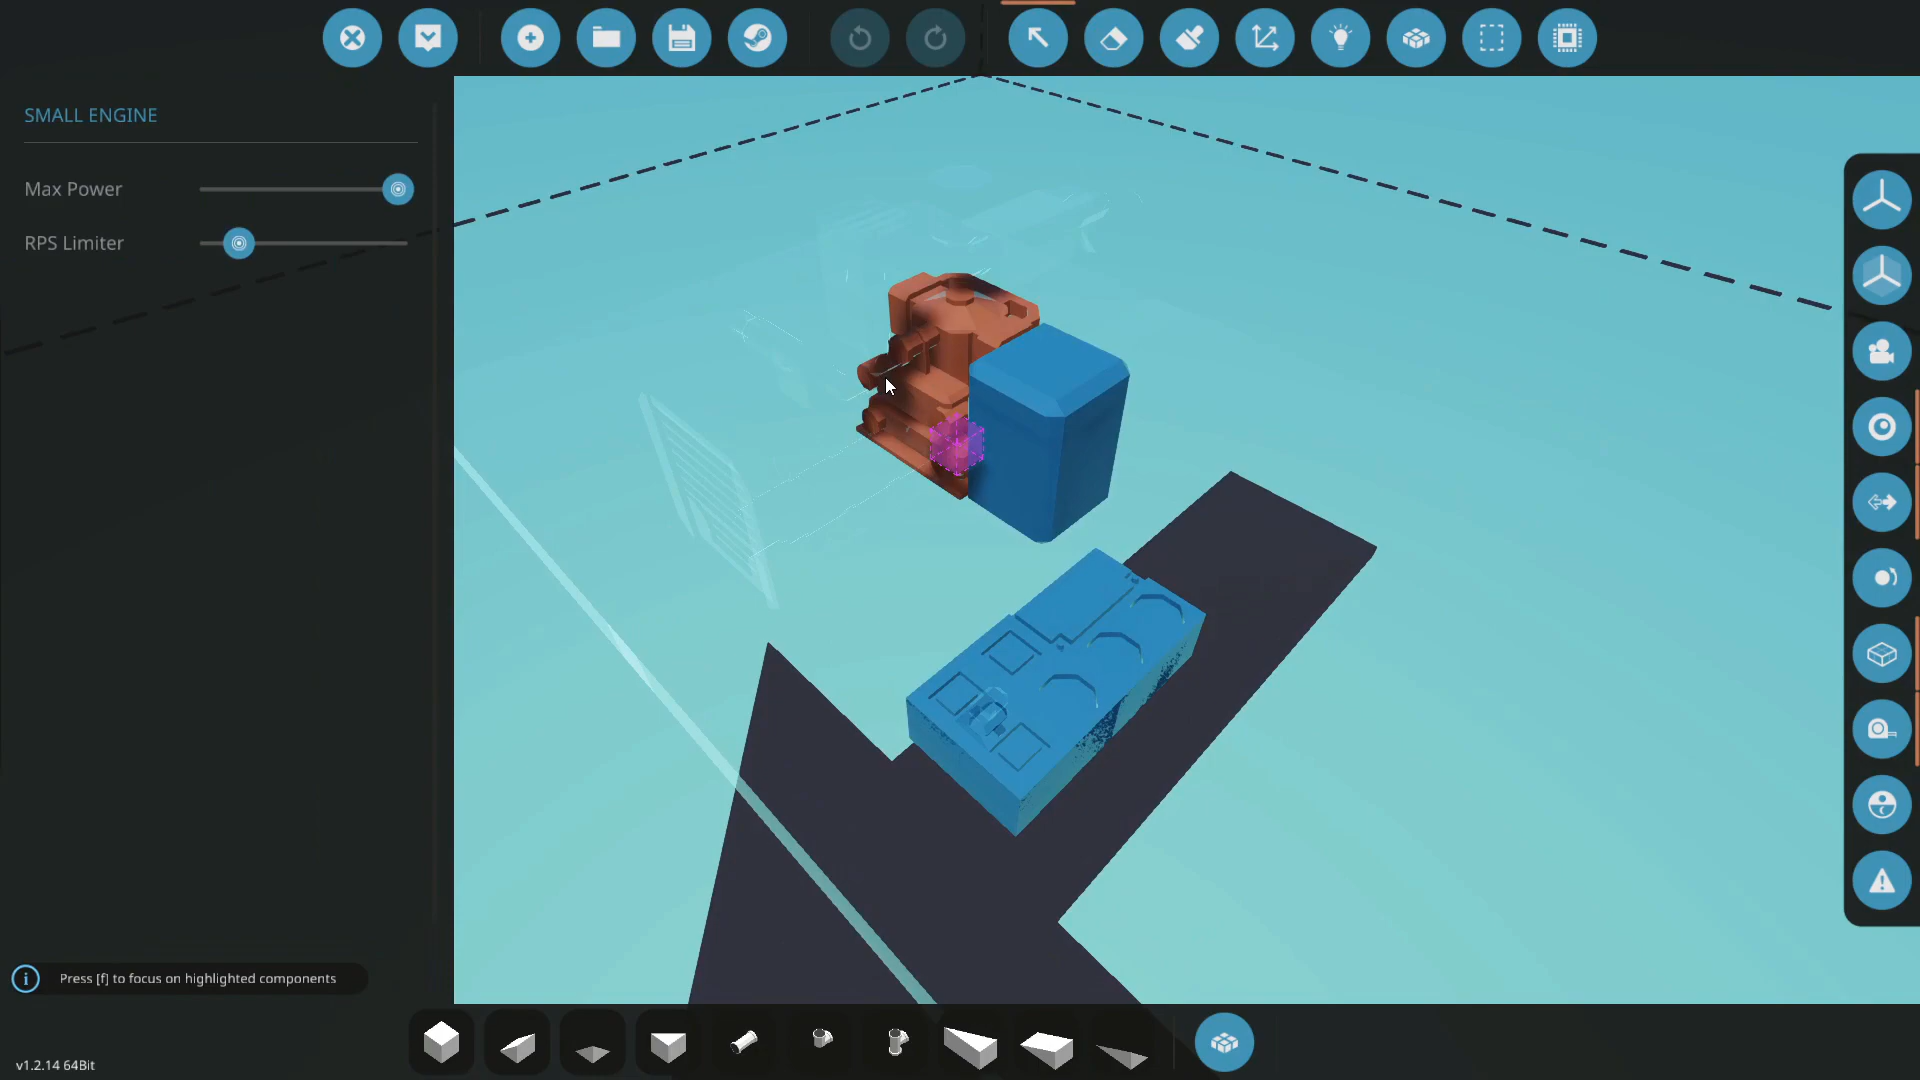 SMALL ENGINE
Max Power
RPS Limiter
Press [f] to focus on highlighted components
v1.2.14 64Bit